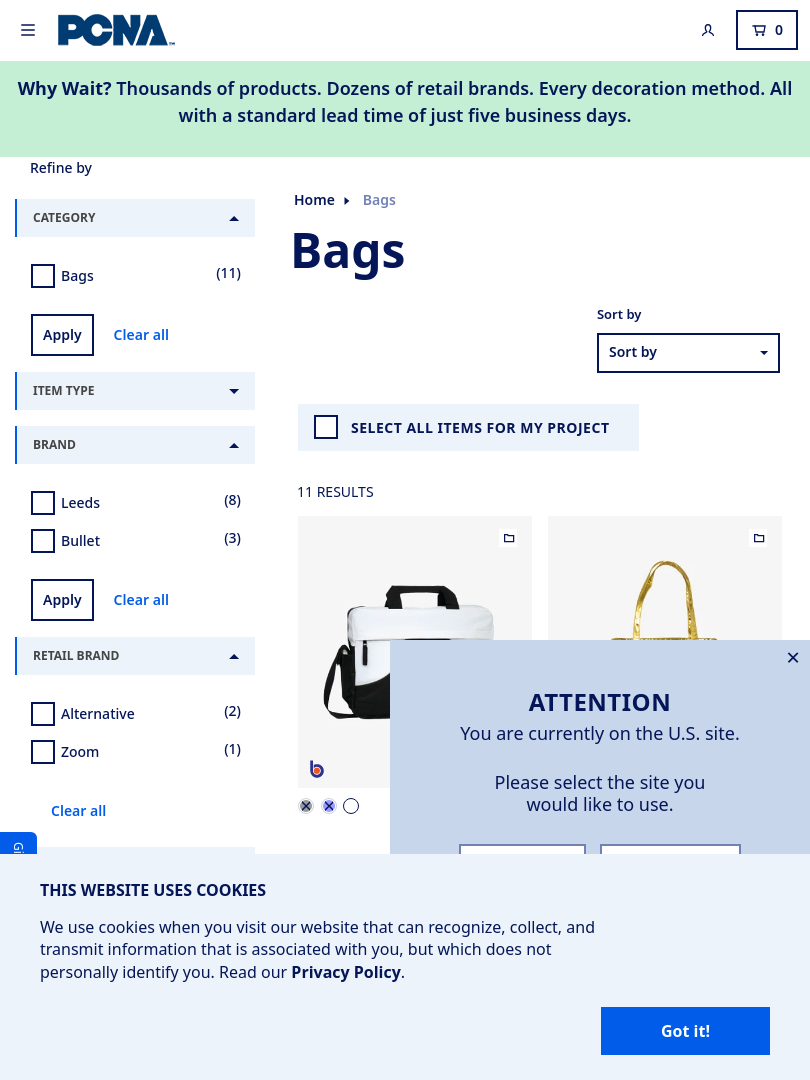 PCNA
0
Why Wait? Thousands of products. Dozens of retail brands. Every decoration method. All
with a standard lead time of just five business days.
Refine by
CATEGORY
Bags (11)
Apply Clear all
ITEM TYPE
BRAND
Leeds (8)
Bullet (3)
Apply Clear all
RETAIL BRAND
Alternative (2)
Zoom (1)
Clear all
Home Bags
Bags
Sort by
Sort by
SELECT ALL ITEMS FOR MY PROJECT
11 RESULTS
b
ATTENTION
You are currently on the U.S. site.
Please select the site you
would like to use.
THIS WEBSITE USES COOKIES
We use cookies when you visit our website that can recognize, collect, and
transmit information that is associated with you, but which does not
personally identify you. Read our Privacy Policy.
Got it!